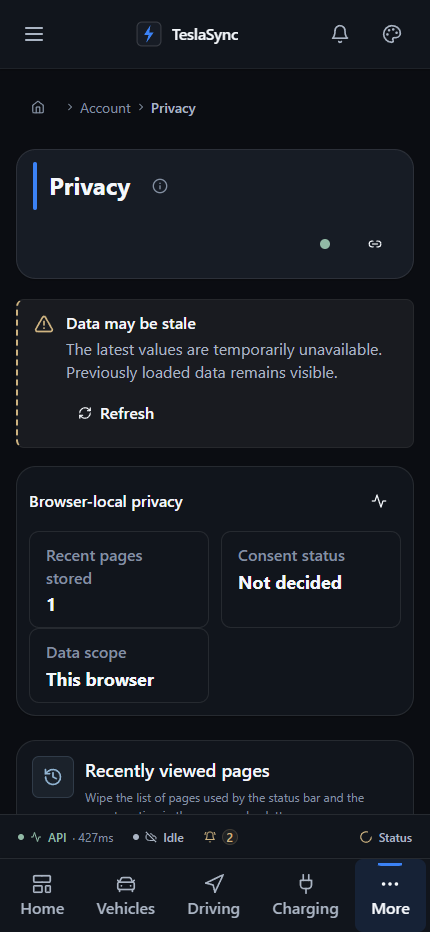 TeslaSync
Account
Privacy
Privacy
Data may be stale
The latest values are temporarily unavailable.
Previously loaded data remains visible.
Refresh
Browser-local privacy
Recent pages
stored
1
Consent status
Not decided
Data scope
This browser
Recently viewed pages
Wipe the list of pages used by the status bar and the
API · 427ms
Idle
2
Status
Home
Vehicles
Driving
Charging
More